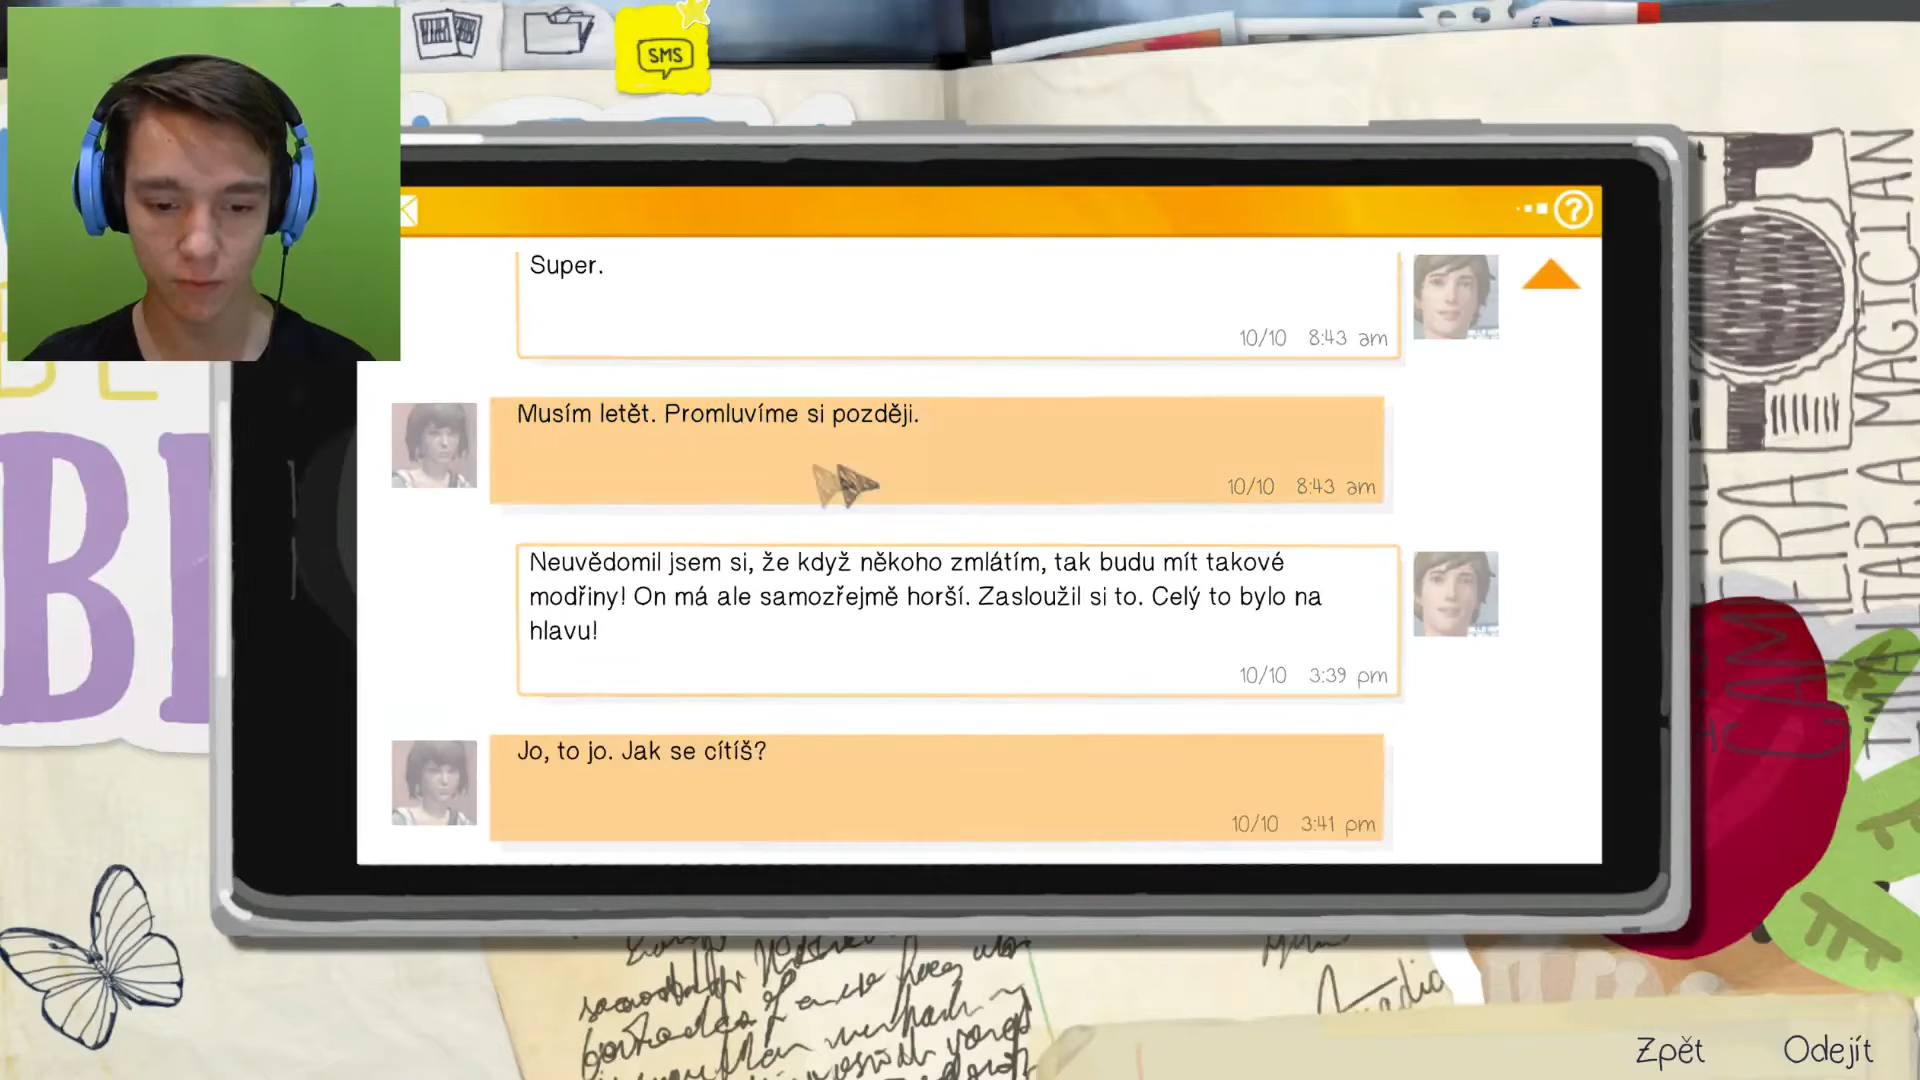 SMS
Super.
10/10 8:43 am
Musím letět. Promluvíme si později.
10/10 8:43 am
Neuvědomil jsem si, že když někoho zmlátím, tak budu mít takové
modřiny! On má ale samozřejmě horší. Zasloužil si to. Celý to bylo na
hlavu!
10/10 3:39 pm
Jo, to jo. Jak se cítíš?
10/10 3:41 pm
CAMERA
MAGICIAN
Zpět
Odejít